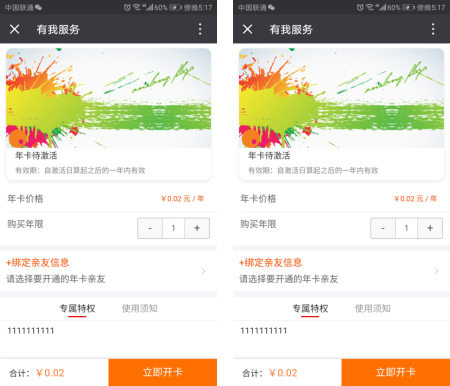 中国联通 60% 傍晚5:17
有我服务
年卡待激活
有效期：自激活日算起之后的一年内有效
年卡价格 ￥0.02 元 / 年
购买年限 - 1 +
+绑定亲友信息
请选择要开通的年卡亲友
专属特权 使用须知
1111111111
合计：￥0.02 立即开卡
中国联通 60% 傍晚5:17
有我服务
年卡待激活
有效期：自激活日算起之后的一年内有效
年卡价格 ￥0.02 元 / 年
购买年限 - 1 +
+绑定亲友信息
请选择要开通的年卡亲友
专属特权 使用须知
1111111111
合计：￥0.02 立即开卡